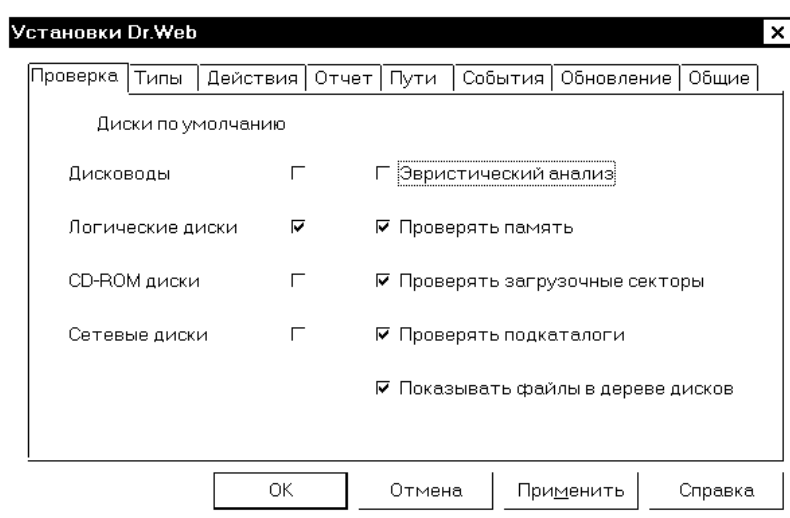 Установки Dr.Web
Проверка Типы Действия Отчет Пути События Обновление Общие
Диски по умолчанию
Дисководы Эвристический анализ
Логические диски Проверять память
CD-ROM диски Проверять загрузочные секторы
Сетевые диски Проверять подкаталоги
Показывать файлы в дереве дисков
OK Отмена Применить Справка